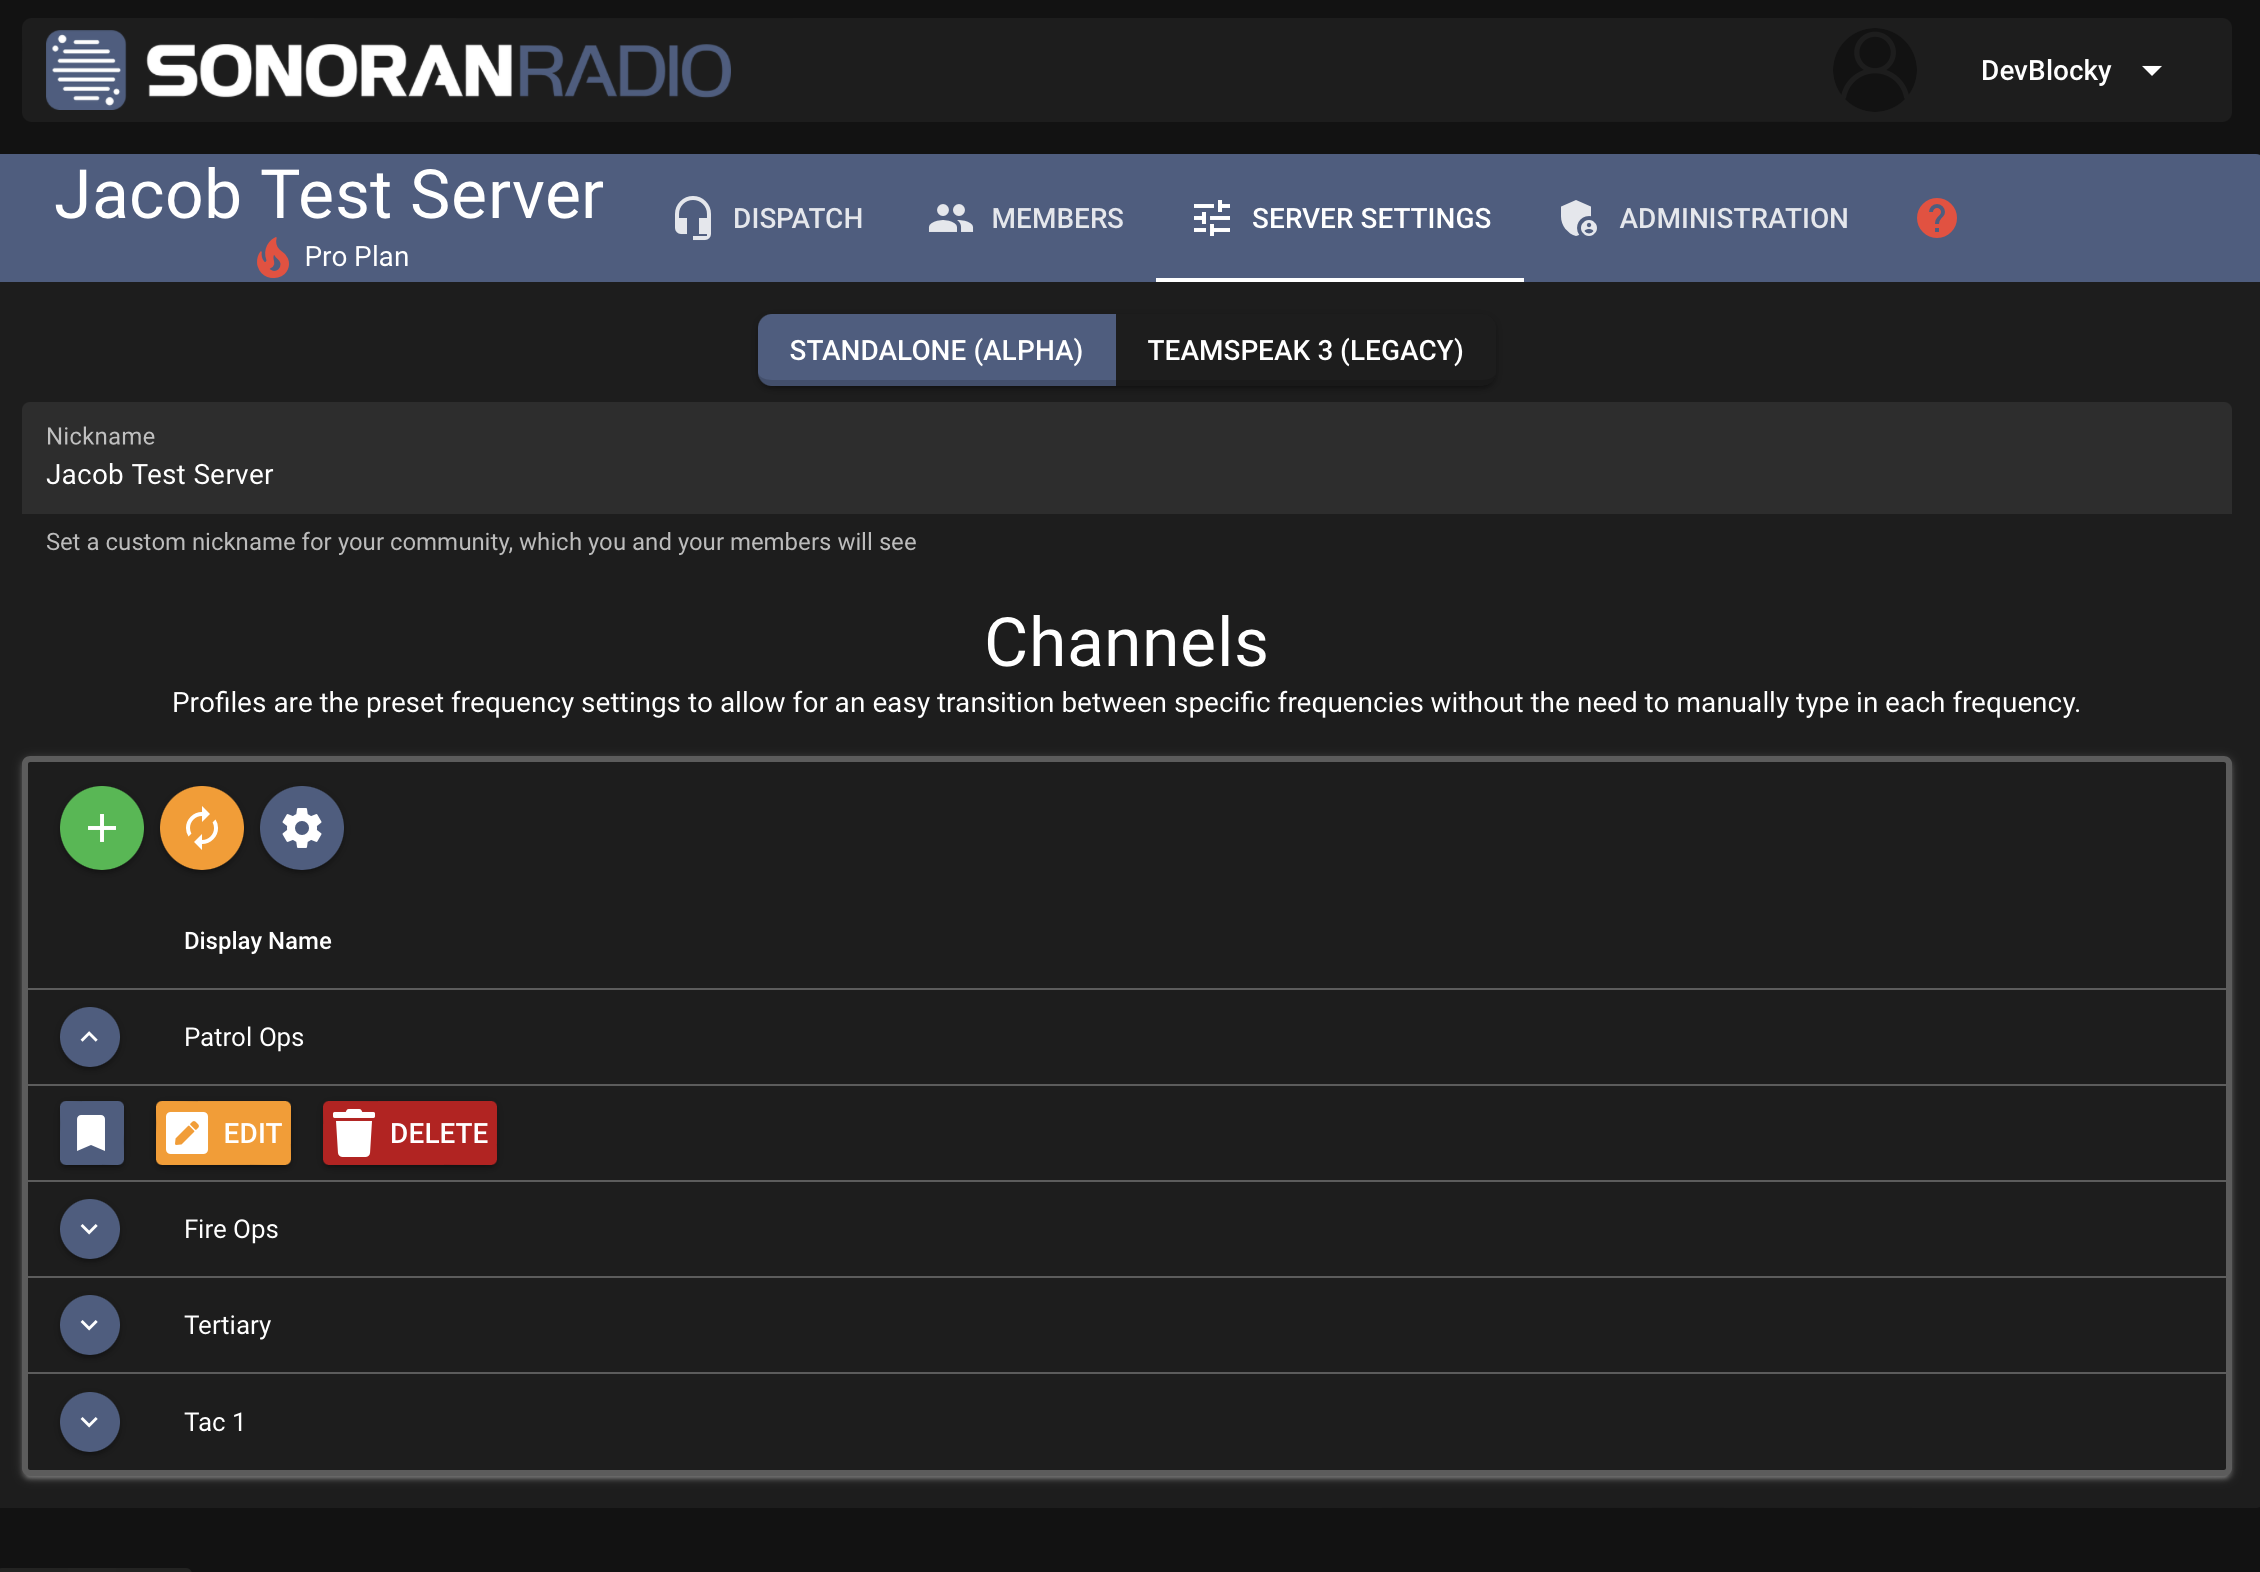 SONORANRADIO
DevBlocky
Jacob Test Server
Pro Plan
DISPATCH
MEMBERS
SERVER SETTINGS
ADMINISTRATION
?
STANDALONE (ALPHA)
TEAMSPEAK 3 (LEGACY)
Nickname
Jacob Test Server
Set a custom nickname for your community, which you and your members will see
Channels
Profiles are the preset frequency settings to allow for an easy transition between specific frequencies without the need to manually type in each frequency.
Display Name
Patrol Ops
EDIT
DELETE
Fire Ops
Tertiary
Tac 1